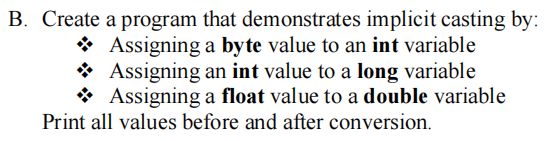 B. Create a program that demonstrates implicit casting by:
❖ Assigning a byte value to an int variable
❖ Assigning an int value to a long variable
❖ Assigning a float value to a double variable
Print all values before and after conversion.